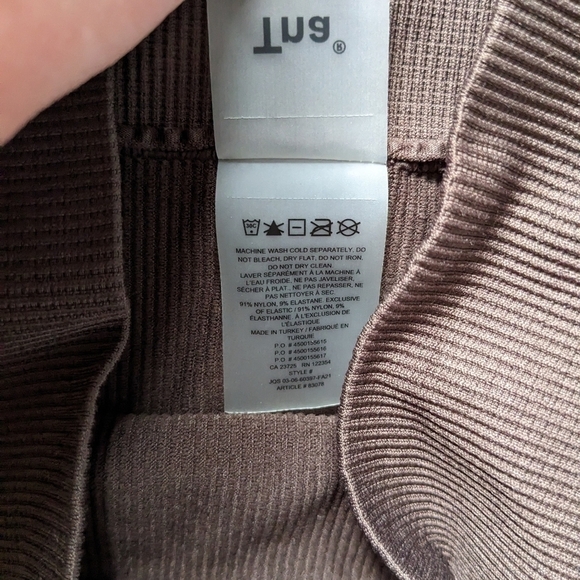 Tna®
30C
MACHINE WASH COLD SEPARATELY, DO
NOT BLEACH, DRY FLAT, DO NOT IRON,
DO NOT DRY CLEAN.
LAVER SÉPARÉMENT À LA MACHINE À
L'EAU FROIDE. NE PAS JAVELISER,
SÉCHER À PLAT., NE PAS REPASSER, NE
PAS NETTOYER À SEC.
91% NYLON, 9% ELASTANE. EXCLUSIVE
OF ELASTIC / 91% NYLON, 9%
ÉLASTHANNE À L'EXCLUSION DE
L'ÉLASTIQUE
MADE IN TURKEY / FABRIQUÉ EN
TURQUIE
P.O # 4500155615
P.O # 4500155616
P.O # 4500155617
CA 23725 RN 122384
STYLE #
ARTICLE # 83078